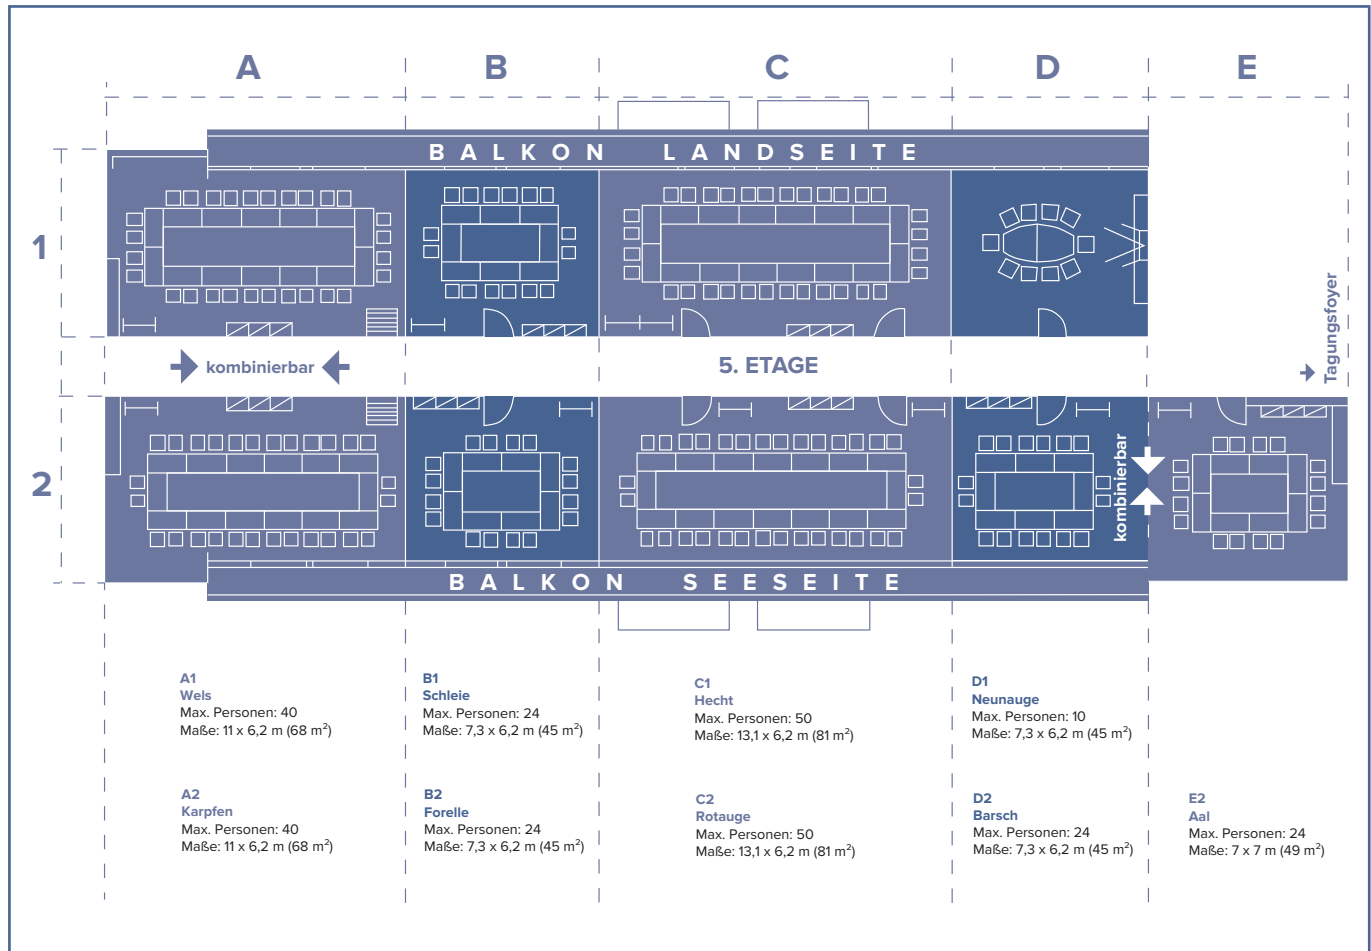 A
B
C
D
E
BALKON LANDSEITE
1
kombinierbar
5. ETAGE
Tagungsfoyer
2
kombinierbar
BALKON SEESEITE
A1
Wels
Max. Personen: 40
Maße: 11 x 6,2 m (68 m²)
B1
Schleie
Max. Personen: 24
Maße: 7,3 x 6,2 m (45 m²)
C1
Hecht
Max. Personen: 50
Maße: 13,1 x 6,2 m (81 m²)
D1
Neunauge
Max. Personen: 10
Maße: 7,3 x 6,2 m (45 m²)
A2
Karpfen
Max. Personen: 40
Maße: 11 x 6,2 m (68 m²)
B2
Forelle
Max. Personen: 24
Maße: 7,3 x 6,2 m (45 m²)
C2
Rotauge
Max. Personen: 50
Maße: 13,1 x 6,2 m (81 m²)
D2
Barsch
Max. Personen: 24
Maße: 7,3 x 6,2 m (45 m²)
E2
Aal
Max. Personen: 24
Maße: 7 x 7 m (49 m²)